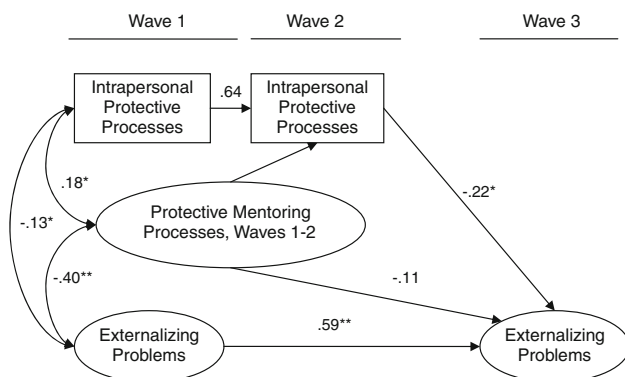 Wave 1
Wave 2
Wave 3
Intrapersonal
Protective
Processes
.64
Intrapersonal
Protective
Processes
.18*
-.22*
-.13*
Protective Mentoring
Processes, Waves 1-2
-.40**
-.11
Externalizing
Problems
.59**
Externalizing
Problems